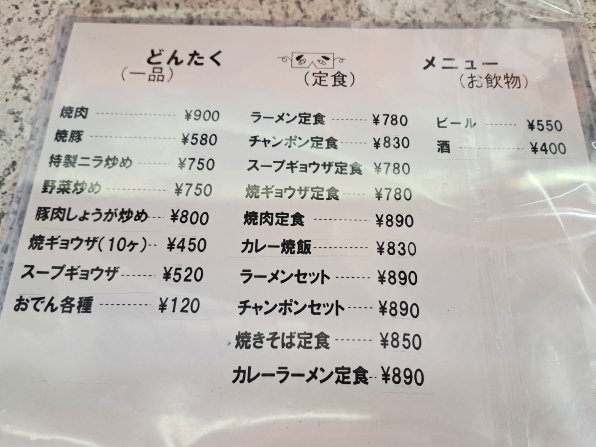 どんたく メニュー
(一品)
焼肉 ¥900
焼豚 ¥580
特製ニラ炒め ¥750
野菜炒め ¥750
豚肉しょうが炒め ¥800
焼ギョウザ(10ヶ) ¥450
スープギョウザ ¥520
おでん各種 ¥120
(定食)
ラーメン定食 ¥780
チャンポン定食 ¥830
スープギョウザ定食 ¥780
焼ギョウザ定食 ¥780
焼肉定食 ¥890
カレー焼飯 ¥830
ラーメンセット ¥890
チャンポンセット ¥890
焼きそば定食 ¥850
カレーラーメン定食 ¥890
(お飲物)
ビール ¥550
酒 ¥400